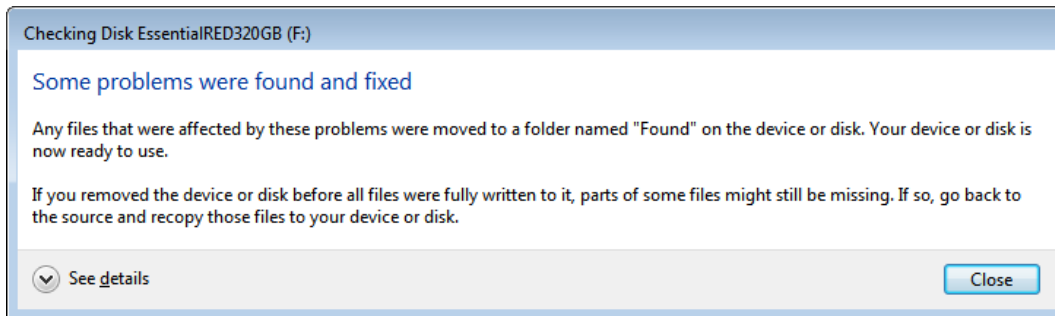 Checking Disk EssentialRED320GB (F:)
Some problems were found and fixed
Any files that were affected by these problems were moved to a folder named "Found" on the device or disk. Your device or disk is
now ready to use.
If you removed the device or disk before all files were fully written to it, parts of some files might still be missing. If so, go back to
the source and recopy those files to your device or disk.
See details
Close